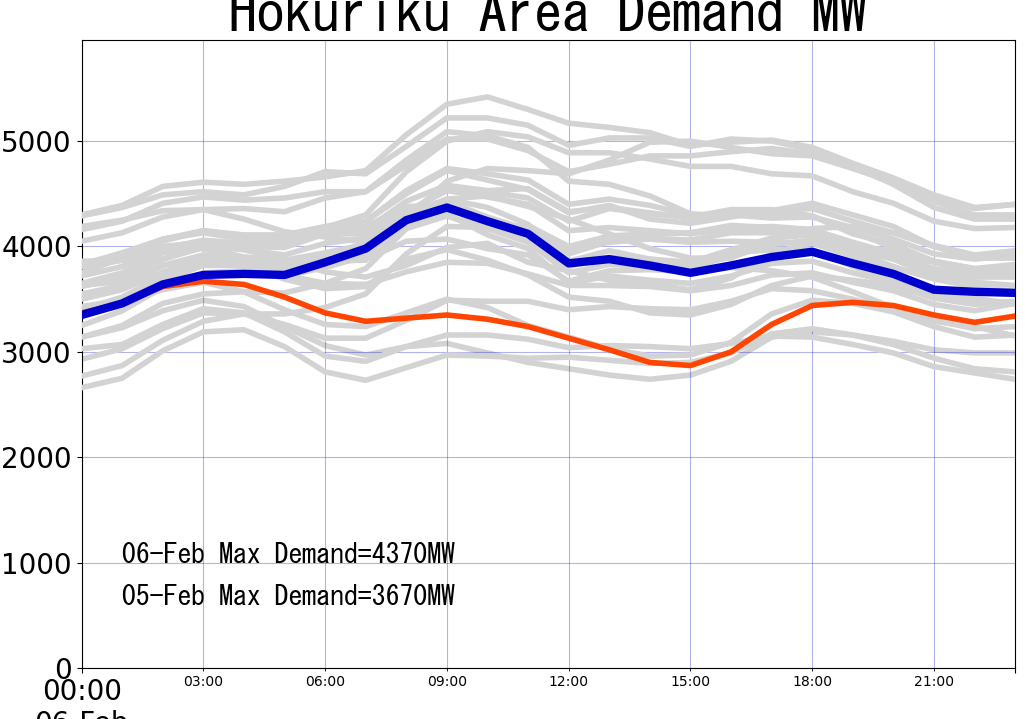 Hokuriku Area Demand MW
5000
4000
3000
2000
1000
0
06-Feb Max Demand=4370MW
05-Feb Max Demand=3670MW
00:00 03:00 06:00 09:00 12:00 15:00 18:00 21:00
06-Feb